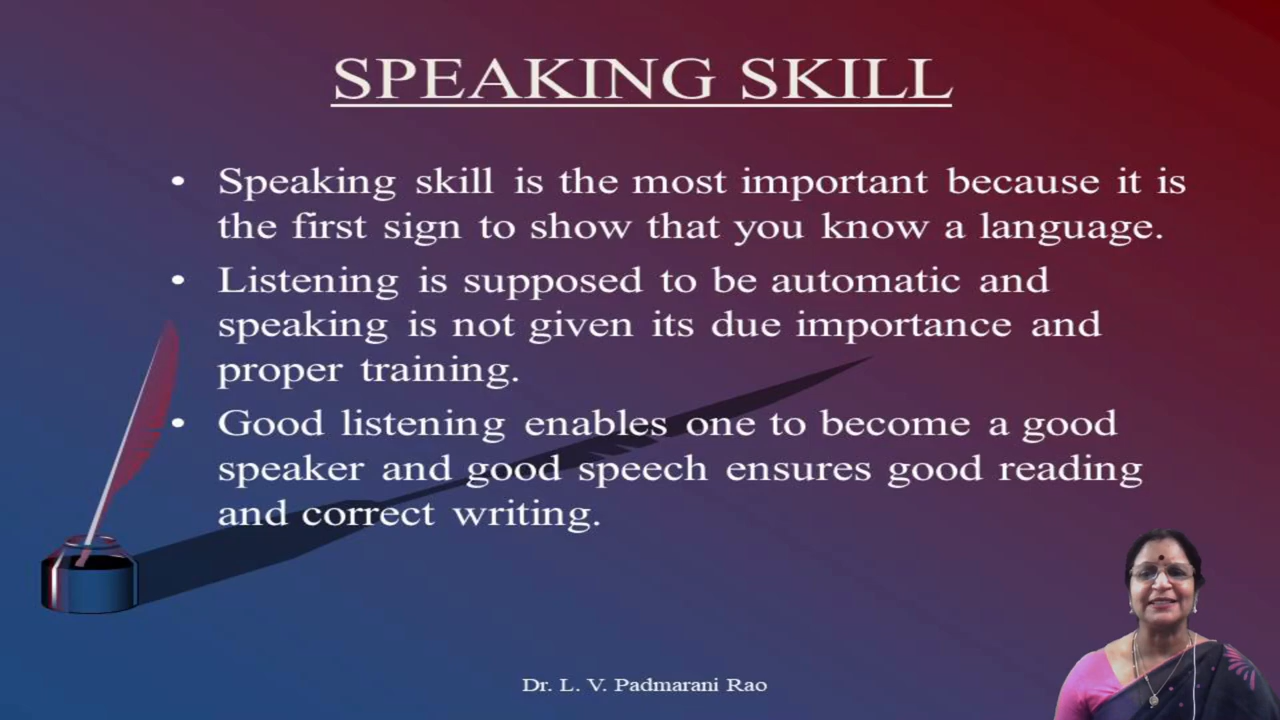 SPEAKING SKILL
• Speaking skill is the most important because it is
the first sign to show that you know a language.
• Listening is supposed to be automatic and
speaking is not given its due importance and
proper training.
• Good listening enables one to become a good
speaker and good speech ensures good reading
and correct writing.
Dr. L. V. Padmarani Rao